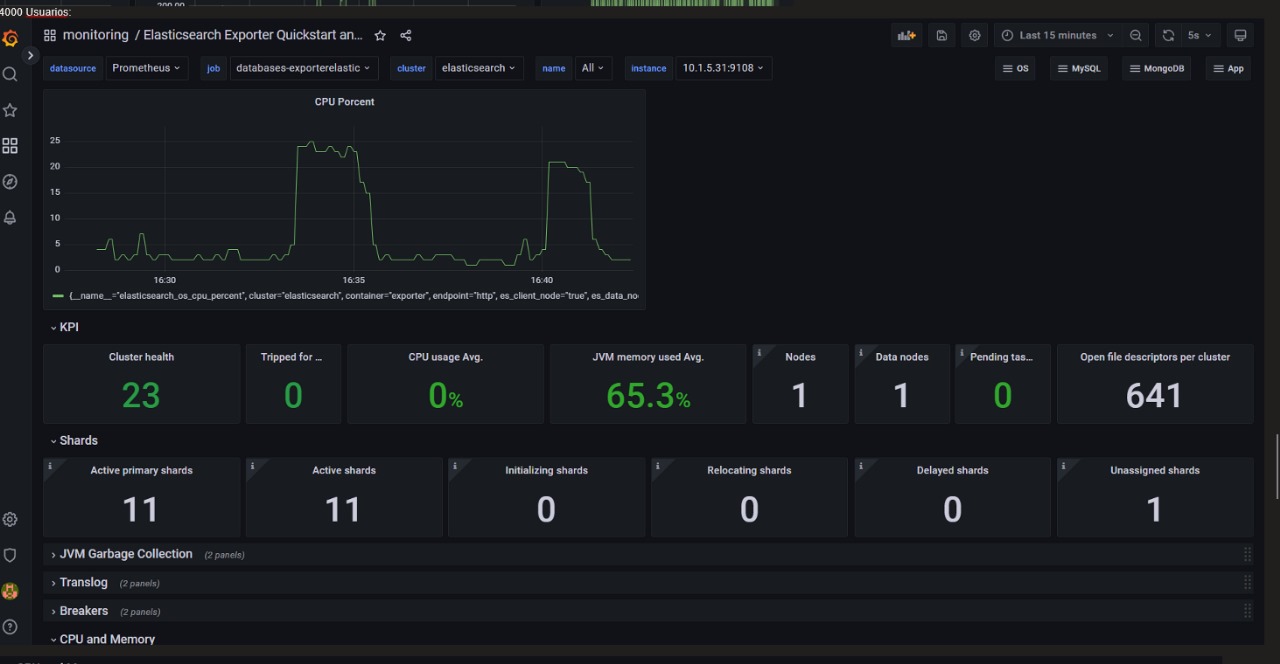 200.00
4000 Usuarios:
monitoring / Elasticsearch Exporter Quickstart an...
Last 15 minutes
5s
datasource Prometheus job databases-exporterelastic cluster elasticsearch name All instance 10.1.5.31:9108 OS MySQL MongoDB App
CPU Percent
25
20
15
10
5
0
16:30 16:35 16:40
{__name__="elasticsearch_os_cpu_percent", cluster="elasticsearch", container="exporter", endpoint="http", es_client_node="true", es_data_no
KPI
Cluster health
23
Tripped for ...
0
CPU usage Avg.
0%
JVM memory used Avg.
65.3%
Nodes
1
Data nodes
1
Pending tas...
0
Open file descriptors per cluster
641
Shards
Active primary shards
11
Active shards
11
Initializing shards
0
Relocating shards
0
Delayed shards
0
Unassigned shards
1
JVM Garbage Collection (2 panels)
Translog (2 panels)
Breakers (2 panels)
CPU and Memory